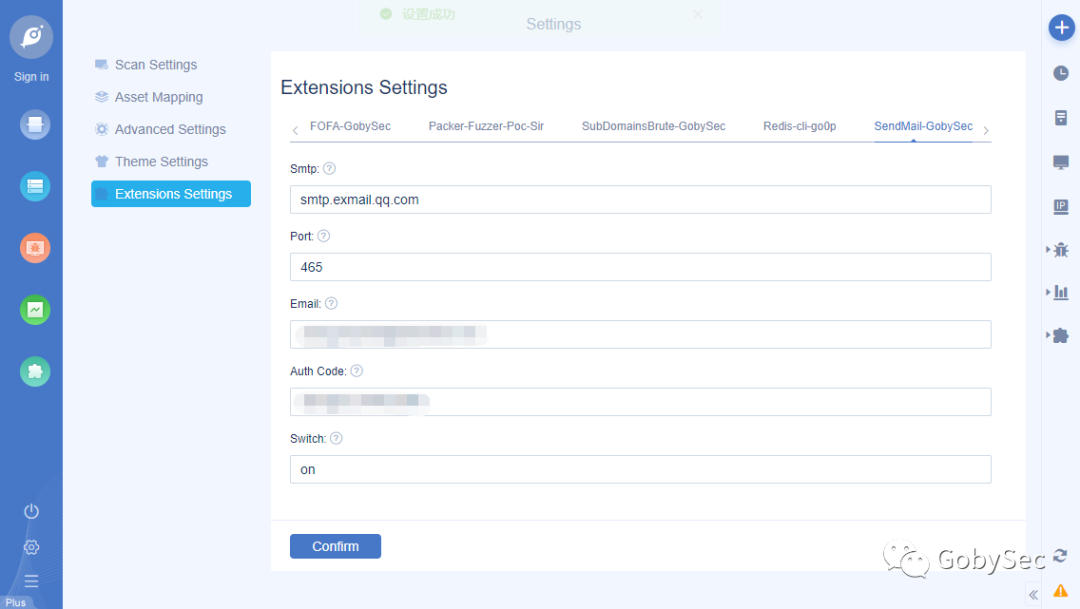 设置成功
Settings
Sign in
Scan Settings
Asset Mapping
Advanced Settings
Theme Settings
Extensions Settings
Extensions Settings
FOFA-GobySec Packer-Fuzzer-Poc-Sir SubDomainsBrute-GobySec Redis-cli-go0p SendMail-GobySec
Smtp: ?
smtp.exmail.qq.com
Port: ?
465
Email: ?
Auth Code: ?
Switch: ?
on
Confirm
IP
GobySec
Plus